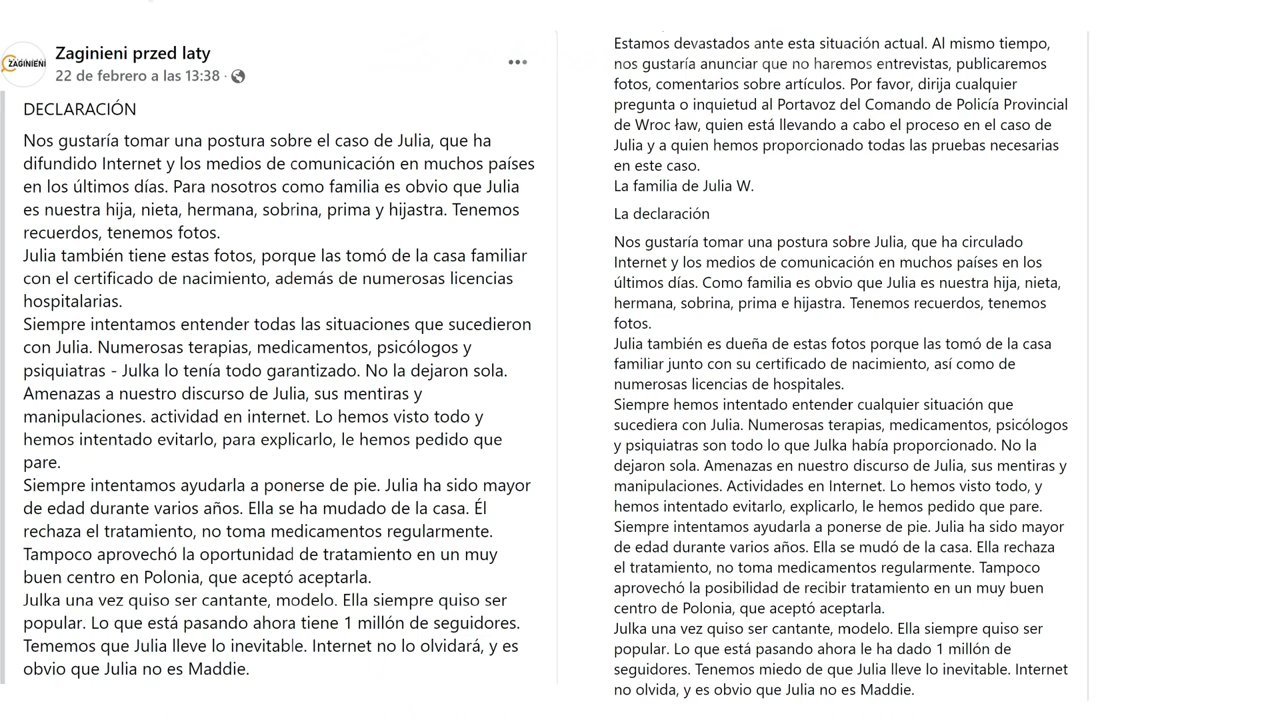 Zaginieni przed laty
ZAGINIENI
22 de febrero a las 13:38 ·
DECLARACIÓN
Nos gustaría tomar una postura sobre el caso de Julia, que ha
difundido Internet y los medios de comunicación en muchos países
en los últimos días. Para nosotros como familia es obvio que Julia
es nuestra hija, nieta, hermana, sobrina, prima y hijastra. Tenemos
recuerdos, tenemos fotos.
Julia también tiene estas fotos, porque las tomó de la casa familiar
con el certificado de nacimiento, además de numerosas licencias
hospitalarias.
Siempre intentamos entender todas las situaciones que sucedieron
con Julia. Numerosas terapias, medicamentos, psicólogos y
psiquiatras - Julka lo tenía todo garantizado. No la dejaron sola.
Amenazas a nuestro discurso de Julia, sus mentiras y
manipulaciones. actividad en internet. Lo hemos visto todo y
hemos intentado evitarlo, para explicarlo, le hemos pedido que
pare.
Siempre intentamos ayudarla a ponerse de pie. Julia ha sido mayor
de edad durante varios años. Ella se ha mudado de la casa. Él
rechaza el tratamiento, no toma medicamentos regularmente.
Tampoco aprovechó la oportunidad de tratamiento en un muy
buen centro en Polonia, que aceptó aceptarla.
Julka una vez quiso ser cantante, modelo. Ella siempre quiso ser
popular. Lo que está pasando ahora tiene 1 millón de seguidores.
Tememos que Julia lleve lo inevitable. Internet no lo olvidará, y es
obvio que Julia no es Maddie.
Estamos devastados ante esta situación actual. Al mismo tiempo,
nos gustaría anunciar que no haremos entrevistas, publicaremos
fotos, comentarios sobre artículos. Por favor, dirija cualquier
pregunta o inquietud al Portavoz del Comando de Policía Provincial
de Wroc ław, quien está llevando a cabo el proceso en el caso de
Julia y a quien hemos proporcionado todas las pruebas necesarias
en este caso.
La familia de Julia W.
La declaración
Nos gustaría tomar una postura sobre Julia, que ha circulado
Internet y los medios de comunicación en muchos países en los
últimos días. Como familia es obvio que Julia es nuestra hija, nieta,
hermana, sobrina, prima e hijastra. Tenemos recuerdos, tenemos
fotos.
Julia también es dueña de estas fotos porque las tomó de la casa
familiar junto con su certificado de nacimiento, así como de
numerosas licencias de hospitales.
Siempre hemos intentado entender cualquier situación que
sucediera con Julia. Numerosas terapias, medicamentos, psicólogos
y psiquiatras son todo lo que Julka había proporcionado. No la
dejaron sola. Amenazas en nuestro discurso de Julia, sus mentiras y
manipulaciones. Actividades en Internet. Lo hemos visto todo, y
hemos intentado evitarlo, explicarlo, le hemos pedido que pare.
Siempre intentamos ayudarla a ponerse de pie. Julia ha sido mayor
de edad durante varios años. Ella se mudó de la casa. Ella rechaza
el tratamiento, no toma medicamentos regularmente. Tampoco
aprovechó la posibilidad de recibir tratamiento en un muy buen
centro de Polonia, que aceptó aceptarla.
Julka una vez quiso ser cantante, modelo. Ella siempre quiso ser
popular. Lo que está pasando ahora le ha dado 1 millón de
seguidores. Tenemos miedo de que Julia lleve lo inevitable. Internet
no olvida, y es obvio que Julia no es Maddie.